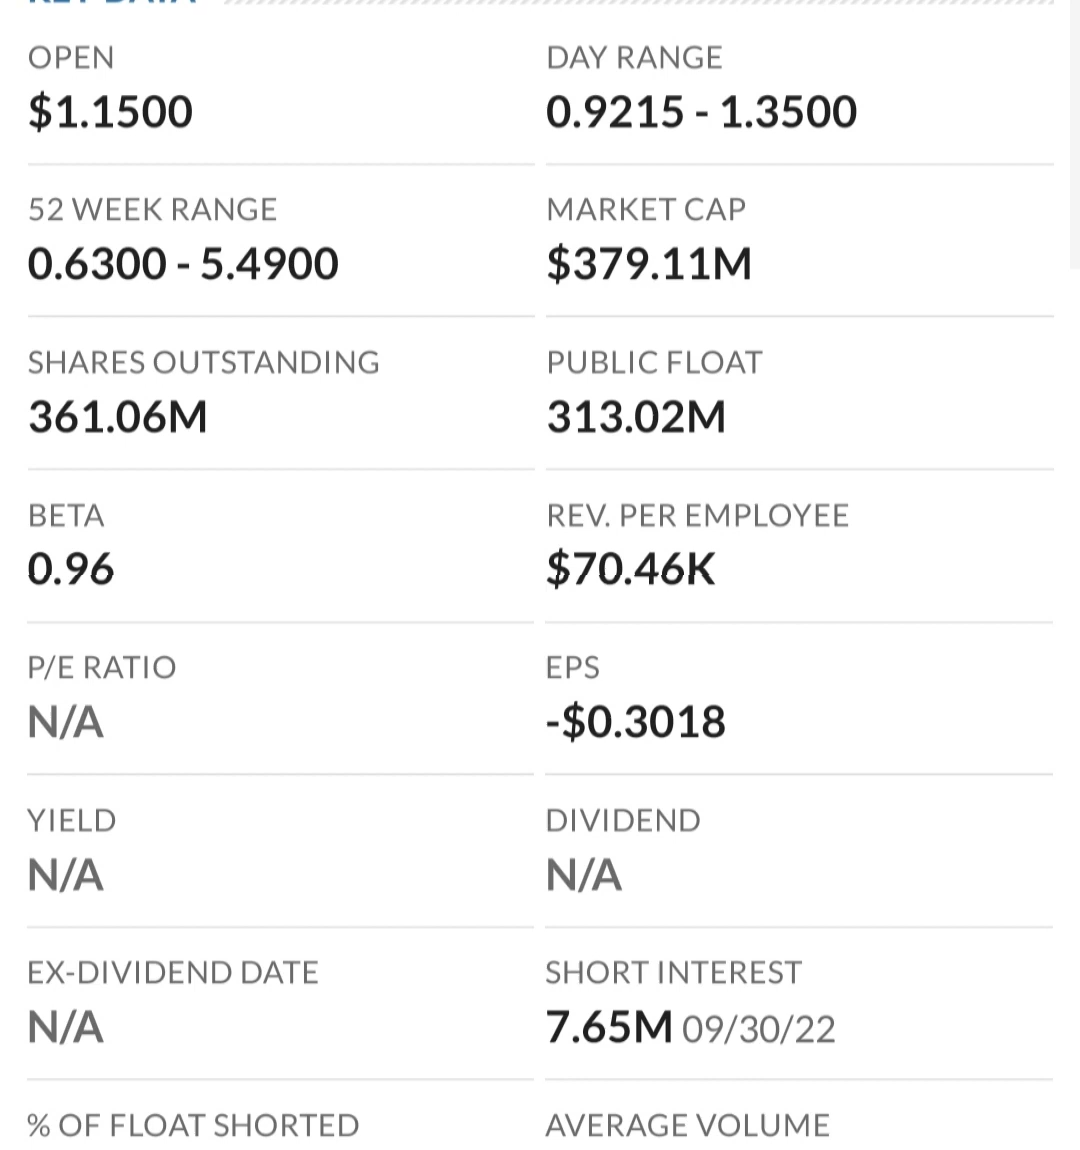 OPEN
$1.1500
DAY RANGE
0.9215 - 1.3500
52 WEEK RANGE
0.6300 - 5.4900
MARKET CAP
$379.11M
SHARES OUTSTANDING
361.06M
PUBLIC FLOAT
313.02M
BETA
0.96
REV. PER EMPLOYEE
$70.46K
P/E RATIO
N/A
EPS
-$0.3018
YIELD
N/A
DIVIDEND
N/A
EX-DIVIDEND DATE
N/A
SHORT INTEREST
7.65M 09/30/22
% OF FLOAT SHORTED
AVERAGE VOLUME